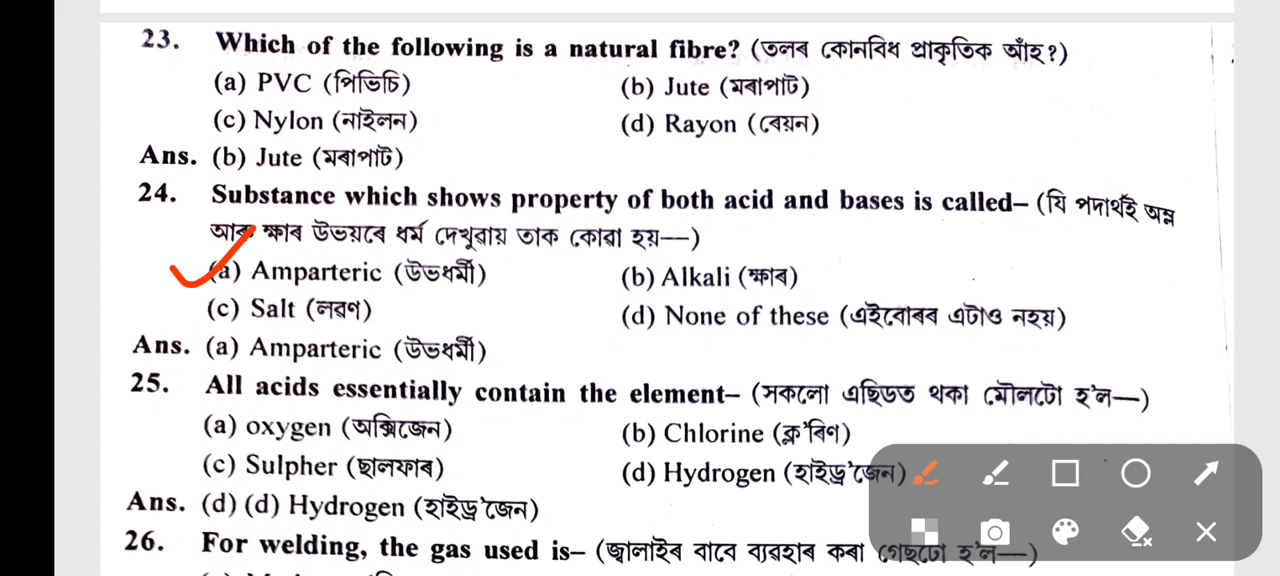 23. Which of the following is a natural fibre? (তলৰ কোনবিধ প্ৰাকৃতিক আঁহ?)
(a) PVC (পিভিচি) (b) Jute (মৰাপাট)
(c) Nylon (নাইলন) (d) Rayon (ৰেয়ন)
Ans. (b) Jute (মৰাপাট)
24. Substance which shows property of both acid and bases is called– (যি পদাৰ্থই অম্ল
আৰু ক্ষাৰ উভয়ৰে ধৰ্ম দেখুৱায় তাক কোৱা হয়—)
(a) Amparteric (উভধৰ্মী) (b) Alkali (ক্ষাৰ)
(c) Salt (লৱণ) (d) None of these (এইবোৰৰ এটাও নহয়)
Ans. (a) Amparteric (উভধৰ্মী)
25. All acids essentially contain the element– (সকলো এছিডত থকা মৌলটো হ'ল—)
(a) oxygen (অক্সিজেন) (b) Chlorine (ক্ল'ৰিণ)
(c) Sulpher (ছালফাৰ) (d) Hydrogen (হাইড্ৰ'জেন)
Ans. (d) (d) Hydrogen (হাইড্ৰ'জেন)
26. For welding, the gas used is– (জ্বালাইৰ বাবে ব্যৱহাৰ কৰা গেছটো হ'ল—)